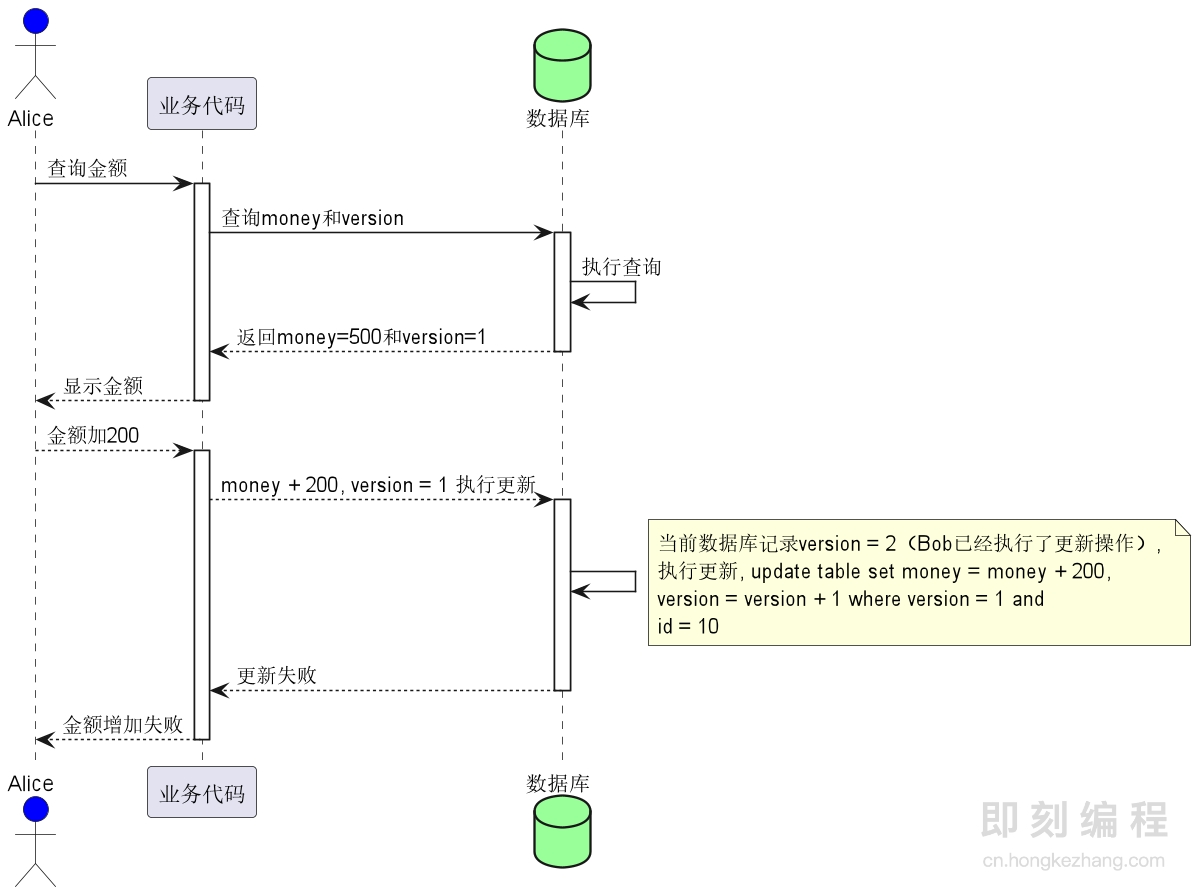 Alice
业务代码
数据库
查询金额
查询money和version
执行查询
返回money=500和version=1
显示金额
金额加200
money + 200, version = 1 执行更新
当前数据库记录version = 2（Bob已经执行了更新操作）,
执行更新, update table set money = money + 200,
version = version + 1 where version = 1 and
id = 10
更新失败
金额增加失败
Alice
业务代码
数据库
即刻编程
cn.hongkezhang.com